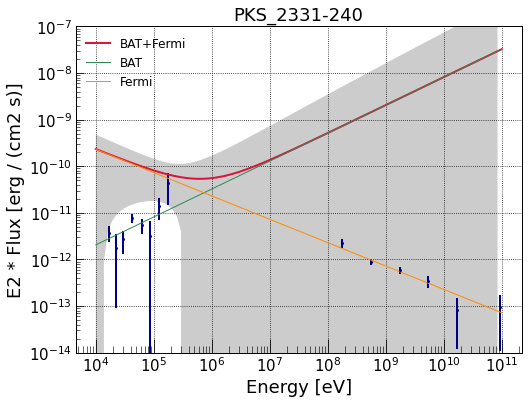 PKS_2331-240
BAT+Fermi
BAT
Fermi
E2 * Flux [erg / (cm2 s)]
10⁻⁷
10⁻⁸
10⁻⁹
10⁻¹⁰
10⁻¹¹
10⁻¹²
10⁻¹³
10⁻¹⁴
10⁴ 10⁵ 10⁶ 10⁷ 10⁸ 10⁹ 10¹⁰ 10¹¹
Energy [eV]